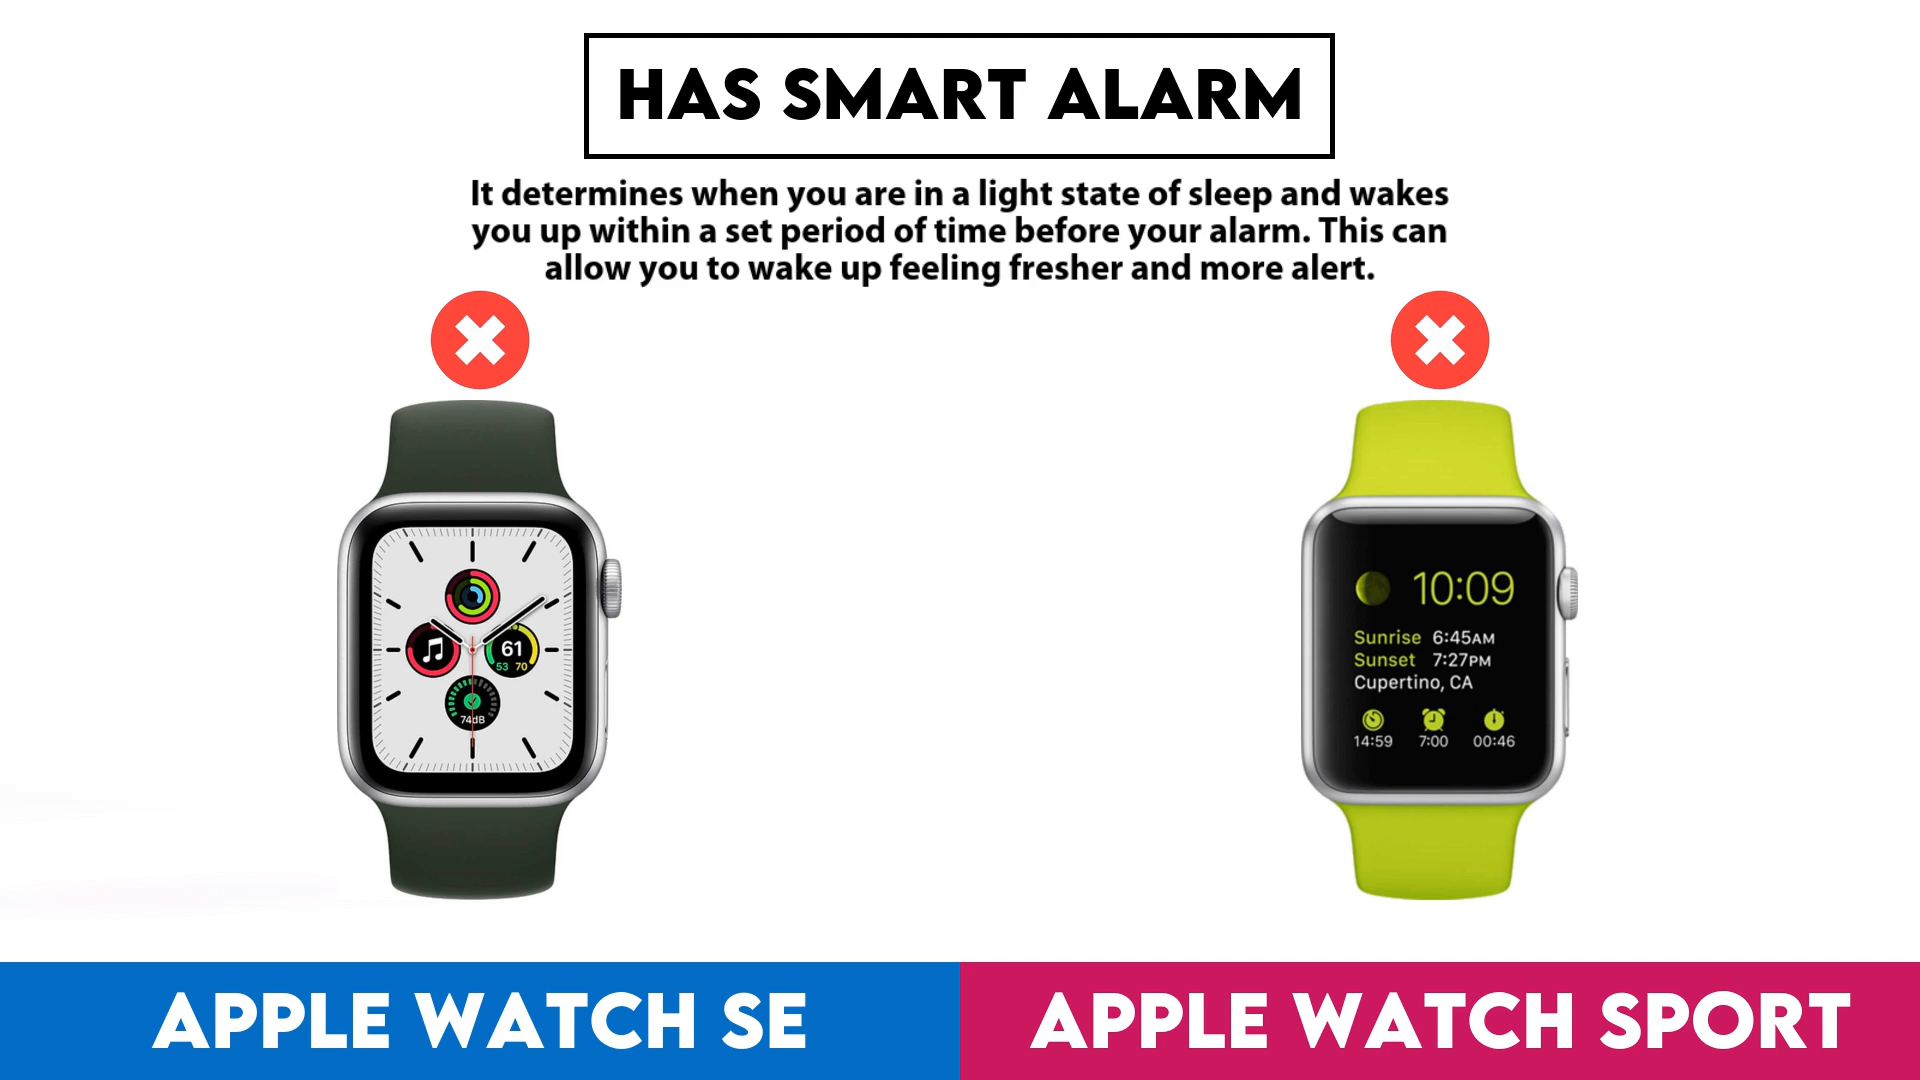 HAS SMART ALARM
It determines when you are in a light state of sleep and wakes
you up within a set period of time before your alarm. This can
allow you to wake up feeling fresher and more alert.
61
53 70
74dB
10:09
Sunrise 6:45AM
Sunset 7:27PM
Cupertino, CA
14:59 7:00 00:46
APPLE WATCH SE
APPLE WATCH SPORT